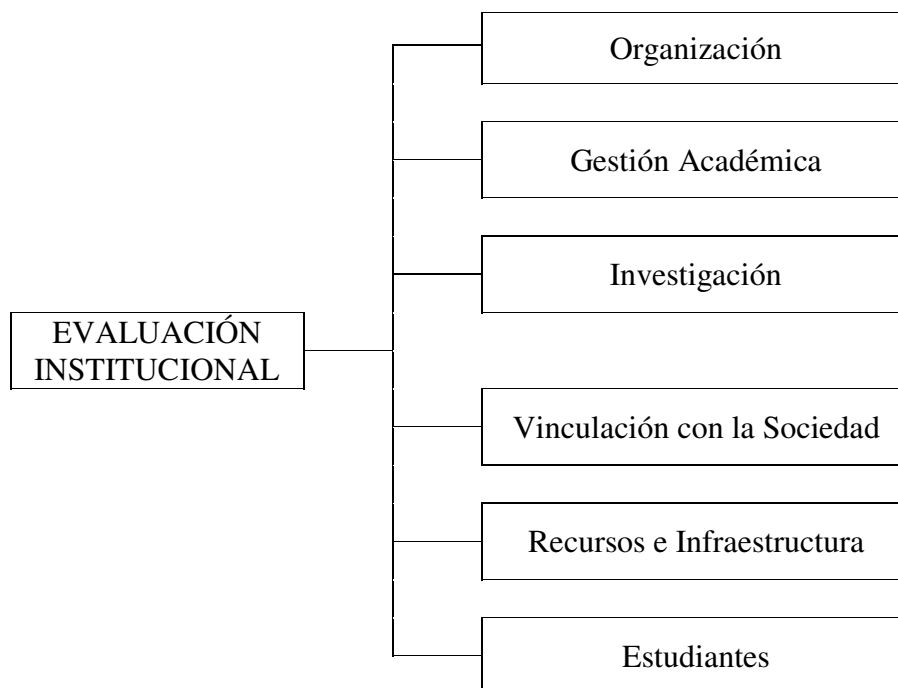 Organización
Gestión Académica
Investigación
EVALUACIÓN
INSTITUCIONAL
Vinculación con la Sociedad
Recursos e Infraestructura
Estudiantes